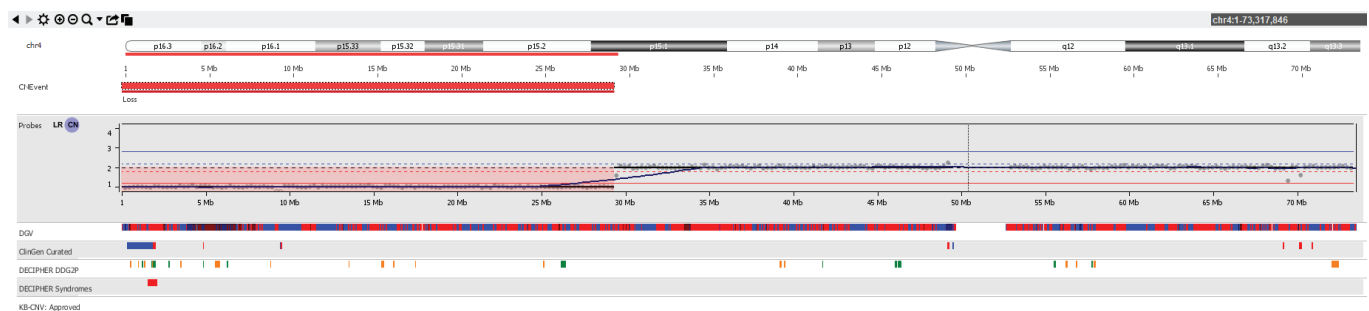 chr4:1-73,317,846
chr4
p16.3 p16.2 p16.1 p15.33 p15.32 p15.31 p15.2 p15.1 p14 p13 p12 q12 q13.1 q13.2 q13.3
1 5 Mb 10 Mb 15 Mb 20 Mb 25 Mb 30 Mb 35 Mb 40 Mb 45 Mb 50 Mb 55 Mb 60 Mb 65 Mb 70 Mb
CNEvent
Loss
Probes LR CN
4
3
2
1
1 5 Mb 10 Mb 15 Mb 20 Mb 25 Mb 30 Mb 35 Mb 40 Mb 45 Mb 50 Mb 55 Mb 60 Mb 65 Mb 70 Mb
DGV
ClinGen Curated
DECIPHER DDG2P
DECIPHER Syndromes
KB-CNV: Approved